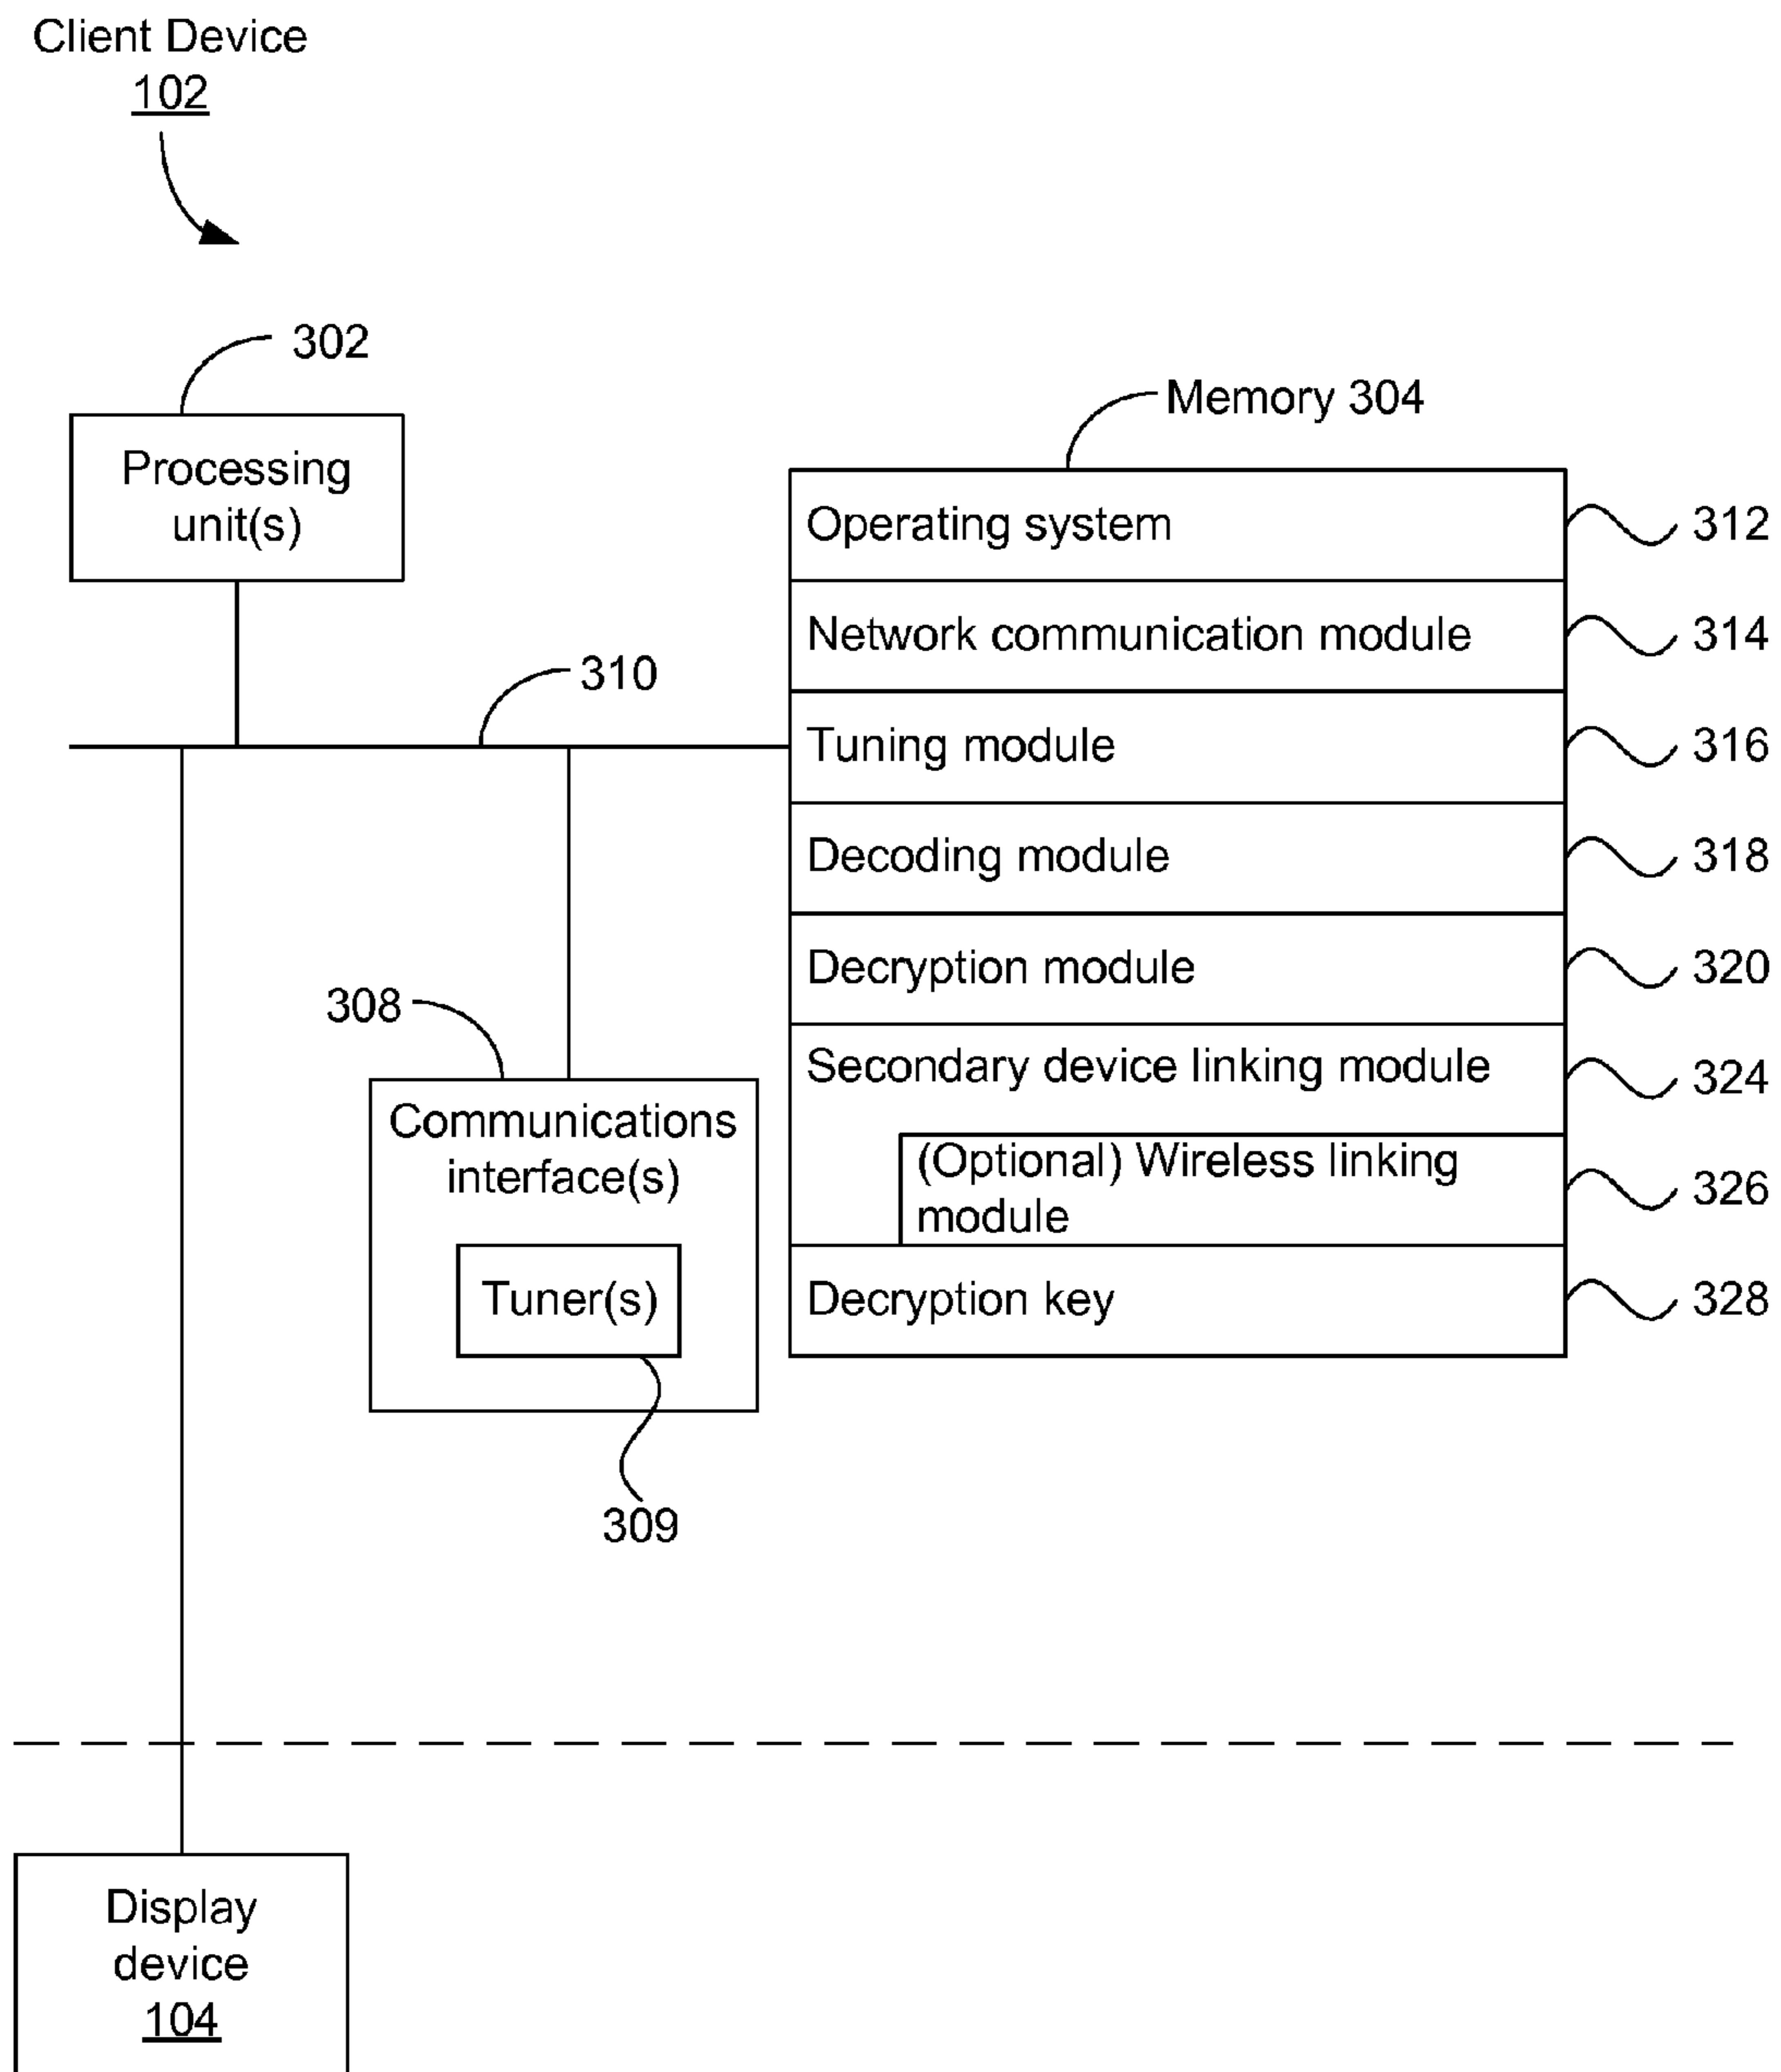 Client Device
102
302
Processing
unit(s)
Memory 304
Operating system
312
Network communication module
314
310
Tuning module
316
Decoding module
318
Decryption module
320
308
Secondary device linking module
324
Communications
interface(s)
(Optional) Wireless linking
module
326
Tuner(s)
Decryption key
328
309
Display
device
104